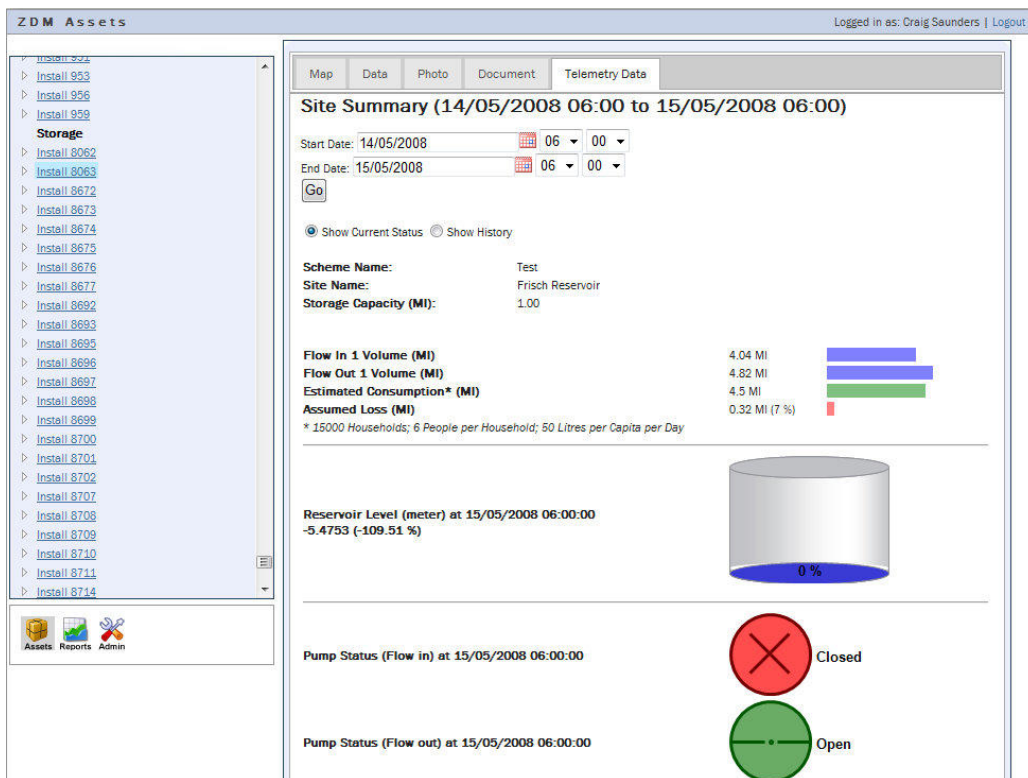 ZDM Assets
Logged in as: Craig Saunders | Logout
Install 951
Install 953
Install 956
Install 959
Storage
Install 8062
Install 8063
Install 8672
Install 8673
Install 8674
Install 8675
Install 8676
Install 8677
Install 8692
Install 8693
Install 8695
Install 8696
Install 8697
Install 8698
Install 8699
Install 8700
Install 8701
Install 8702
Install 8707
Install 8708
Install 8709
Install 8710
Install 8711
Install 8714
Assets Reports Admin
Map Data Photo Document Telemetry Data
Site Summary (14/05/2008 06:00 to 15/05/2008 06:00)
Start Date: 14/05/2008 06 00
End Date: 15/05/2008 06 00
Go
Show Current Status Show History
Scheme Name: Test
Site Name: Frisch Reservoir
Storage Capacity (Ml): 1.00
Flow In 1 Volume (Ml) 4.04 Ml
Flow Out 1 Volume (Ml) 4.82 Ml
Estimated Consumption* (Ml) 4.5 Ml
Assumed Loss (Ml) 0.32 Ml (7 %)
* 15000 Households; 6 People per Household; 50 Litres per Capita per Day
Reservoir Level (meter) at 15/05/2008 06:00:00
-5.4753 (-109.51 %)
0 %
Pump Status (Flow in) at 15/05/2008 06:00:00 Closed
Pump Status (Flow out) at 15/05/2008 06:00:00 Open